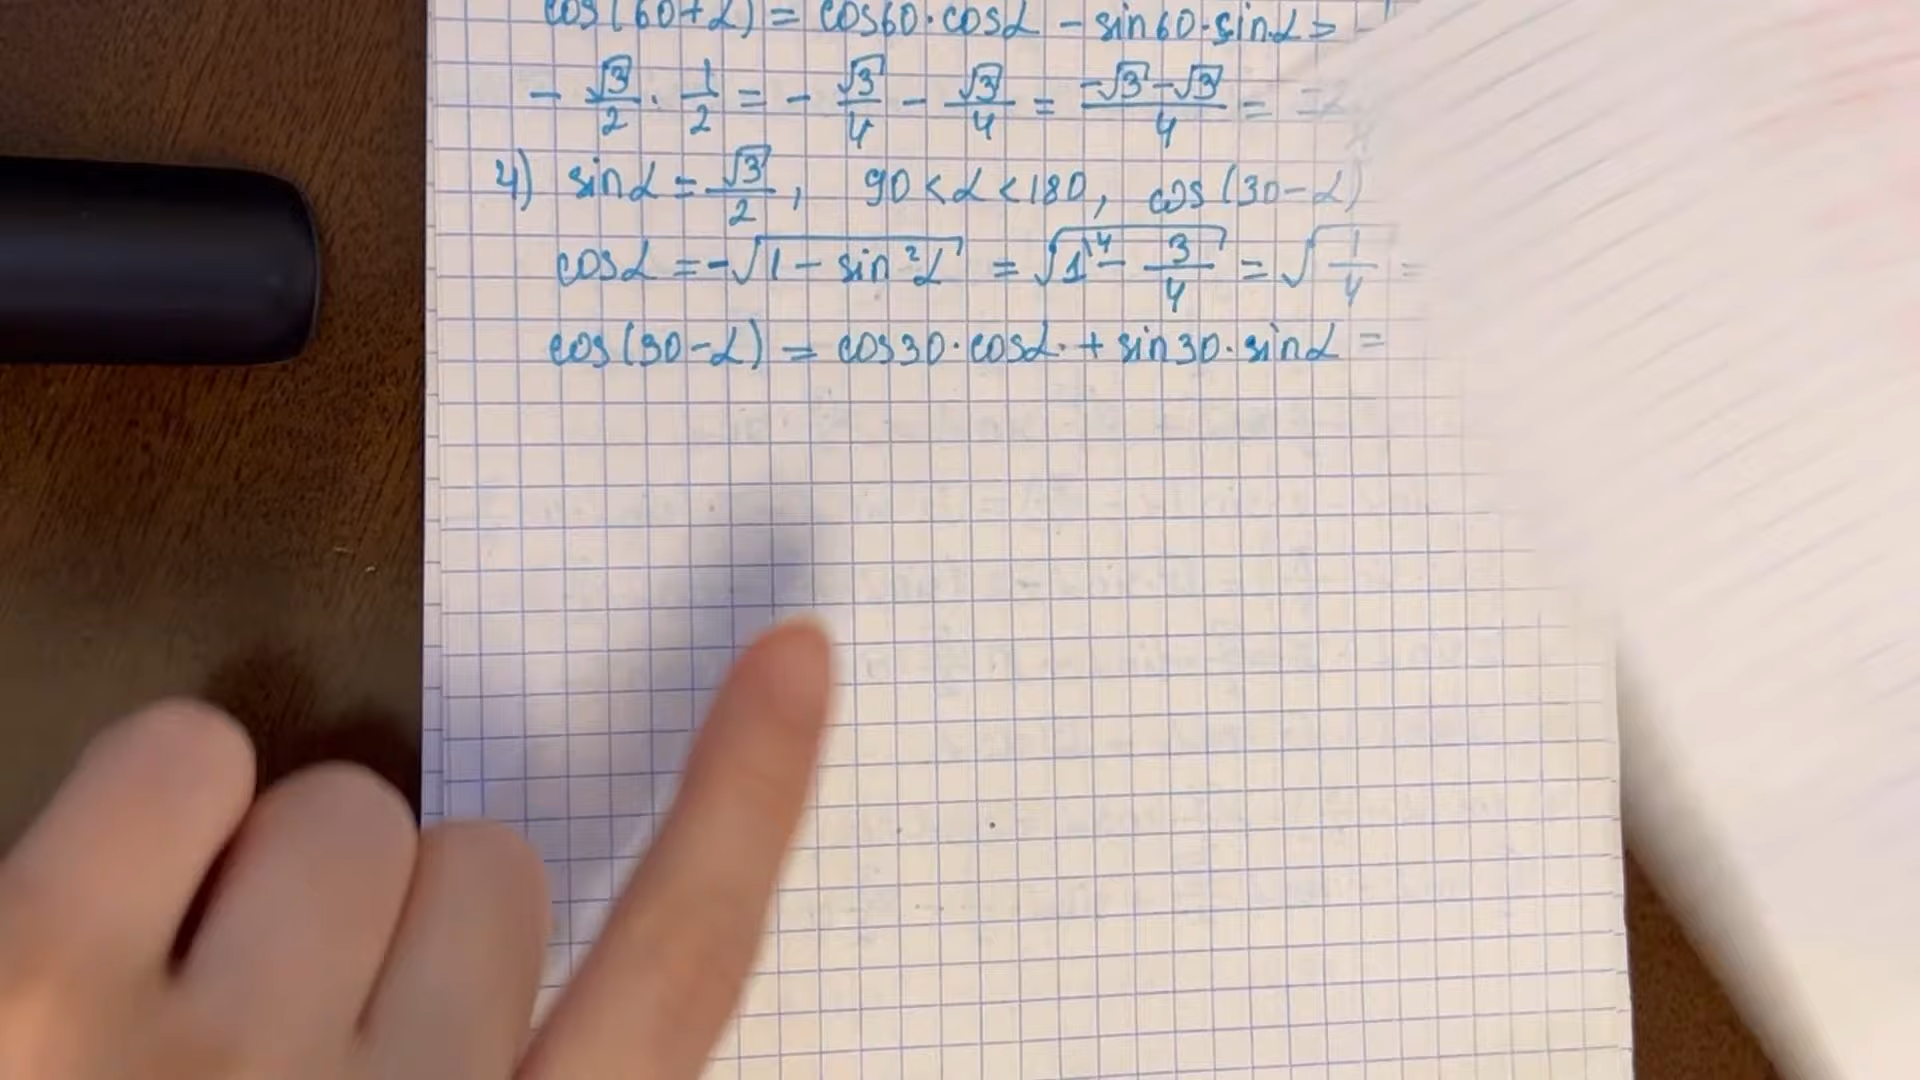 cos(60+α) = cos60·cosα - sin60·sinα =
- √3/2 · 1/2 = - √3/4 - √3/4 = (-√3-√3)/4 =
4) sinα = √3/2, 90<α<180, cos(30-α)
cosα = -√(1-sin²α) = √(1\4 - 3/4) = √(1/4) =
cos(30-α) = cos30·cosα·+ sin30·sinα =